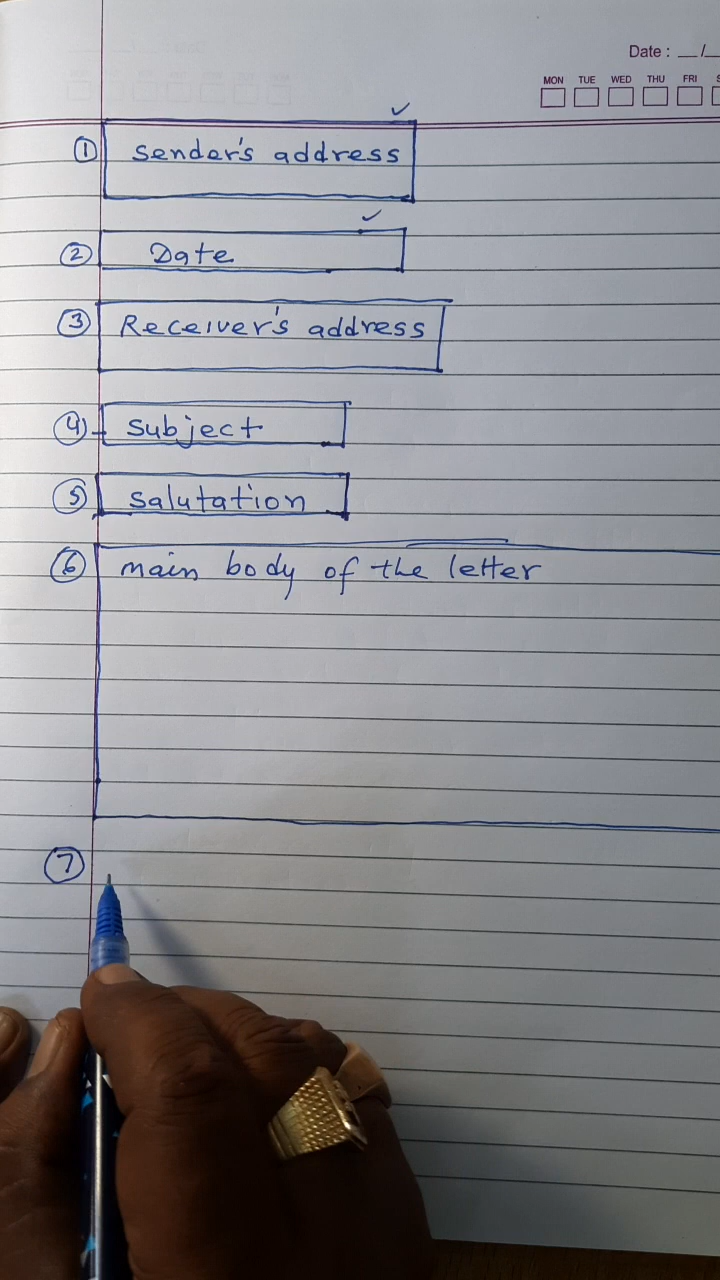 Date : __/__
MON TUE WED THU FRI S
① Sender's address
② Date
③ Receiver's address
④ Subject
⑤ Salutation
⑥ main body of the letter
⑦